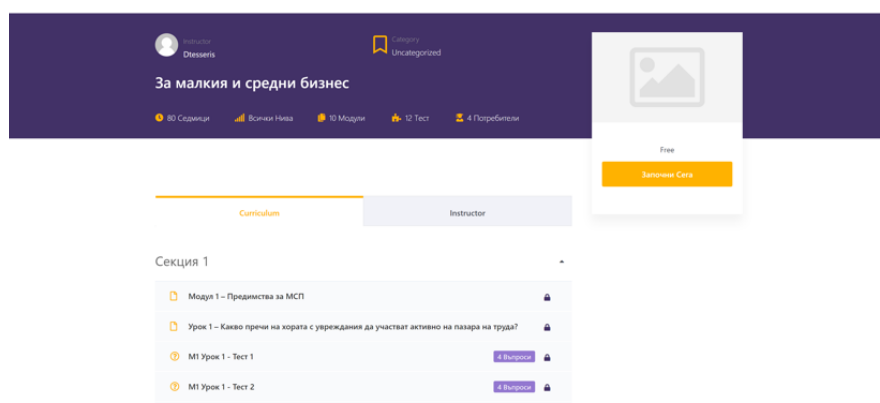 Instructor
Dtesseris
Category
Uncategorized
За малкия и средни бизнес
80 Седмици
Всички Нива
10 Модули
12 Тест
4 Потребители
Free
Започни Сега
Curriculum
Instructor
Секция 1
Модул 1 – Предимства за МСП
Урок 1 – Какво пречи на хората с увреждания да участват активно на пазара на труда?
М1 Урок 1 - Тест 1
4 Въпроси
М1 Урок 1 - Тест 2
4 Въпроси